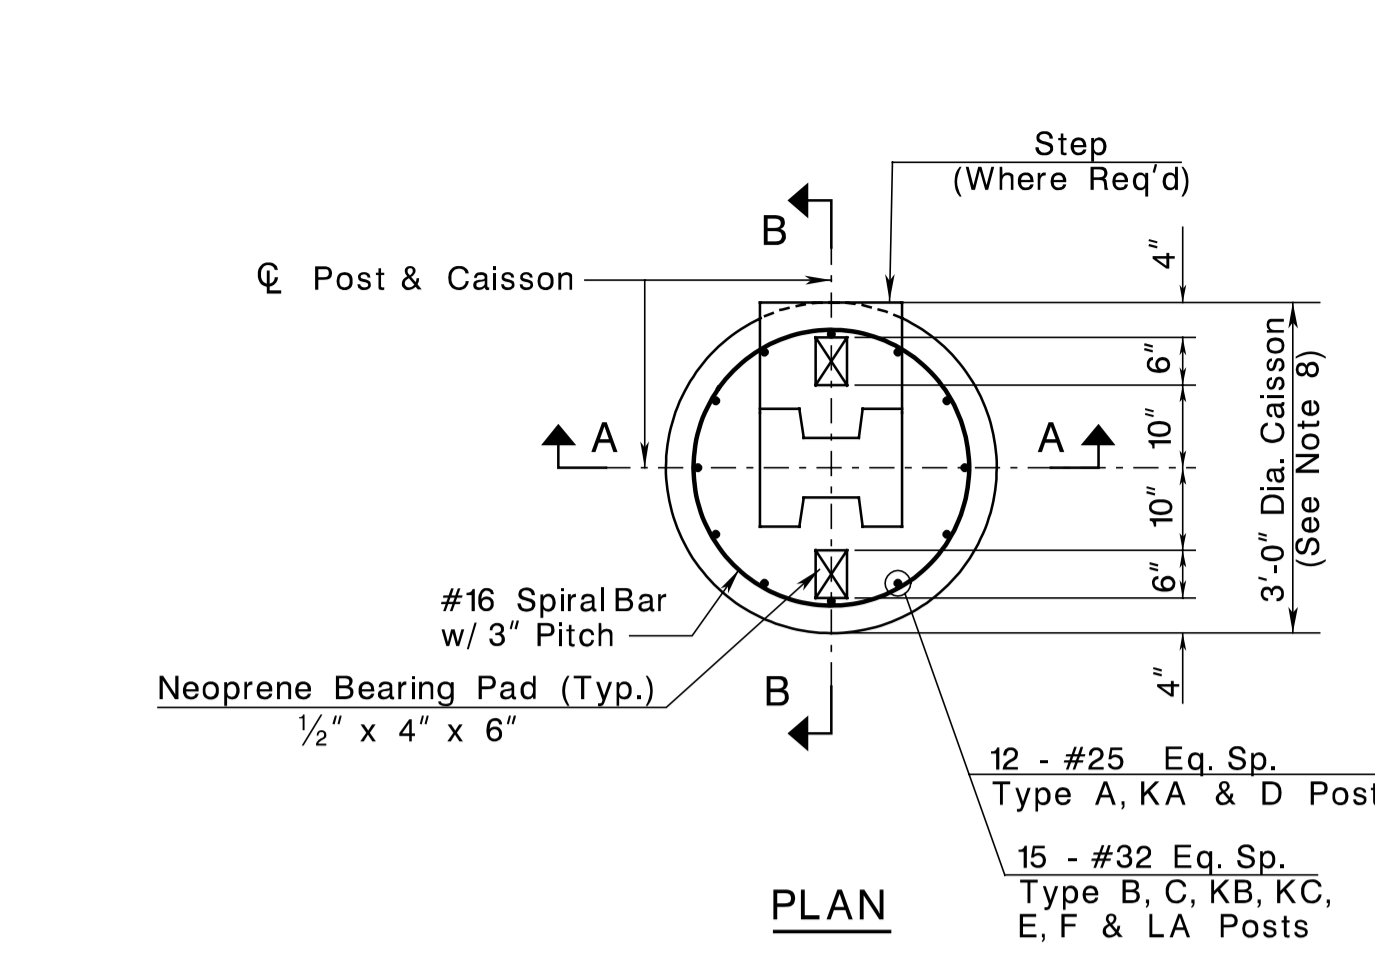 Step
(Where Req'd)
B
4"
℄ Post & Caisson
6"
A
A
10"
10"
3'-0" Dia. Caisson
(See Note 8)
6"
#16 Spiral Bar
w/ 3" Pitch
4"
Neoprene Bearing Pad (Typ.)
½" x 4" x 6"
B
12 - #25 Eq. Sp.
Type A, KA & D Post
15 - #32 Eq. Sp.
Type B, C, KB, KC,
E, F & LA Posts
PLAN